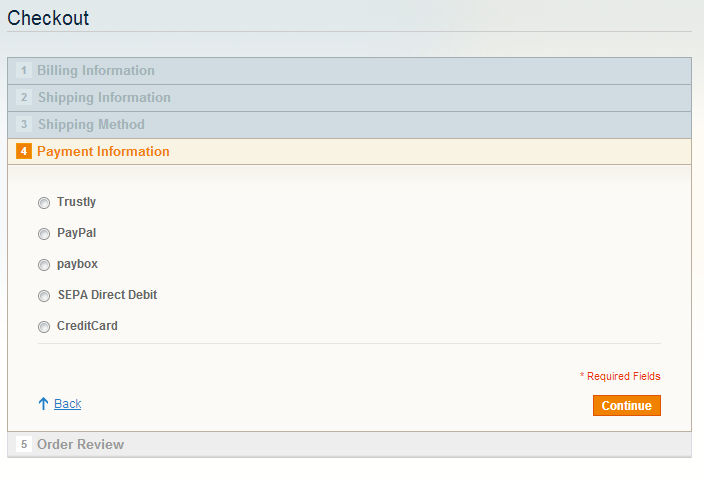 Checkout
1 Billing Information
2 Shipping Information
3 Shipping Method
4 Payment Information
Trustly
PayPal
paybox
SEPA Direct Debit
CreditCard
* Required Fields
Back
Continue
5 Order Review